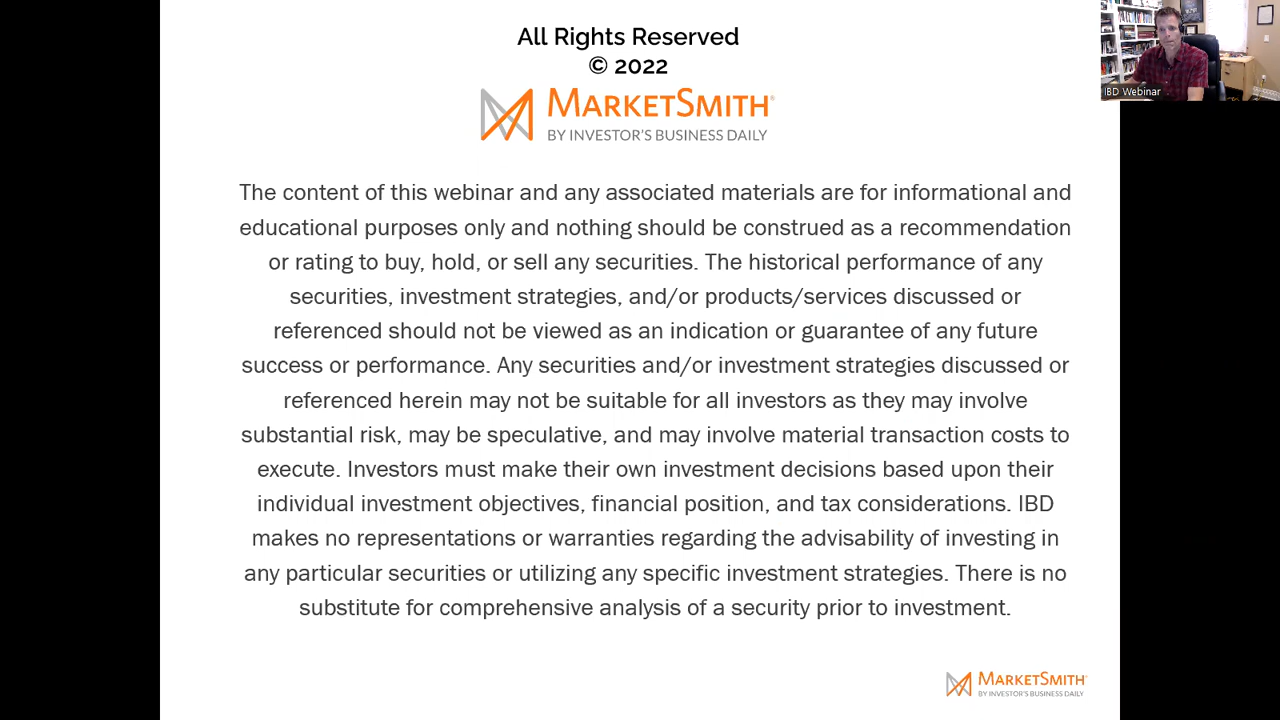 All Rights Reserved
© 2022
MARKETSMITH®
BY INVESTOR'S BUSINESS DAILY
IBD Webinar
The content of this webinar and any associated materials are for informational and
educational purposes only and nothing should be construed as a recommendation
or rating to buy, hold, or sell any securities. The historical performance of any
securities, investment strategies, and/or products/services discussed or
referenced should not be viewed as an indication or guarantee of any future
success or performance. Any securities and/or investment strategies discussed or
referenced herein may not be suitable for all investors as they may involve
substantial risk, may be speculative, and may involve material transaction costs to
execute. Investors must make their own investment decisions based upon their
individual investment objectives, financial position, and tax considerations. IBD
makes no representations or warranties regarding the advisability of investing in
any particular securities or utilizing any specific investment strategies. There is no
substitute for comprehensive analysis of a security prior to investment.
MARKETSMITH®
BY INVESTOR'S BUSINESS DAILY